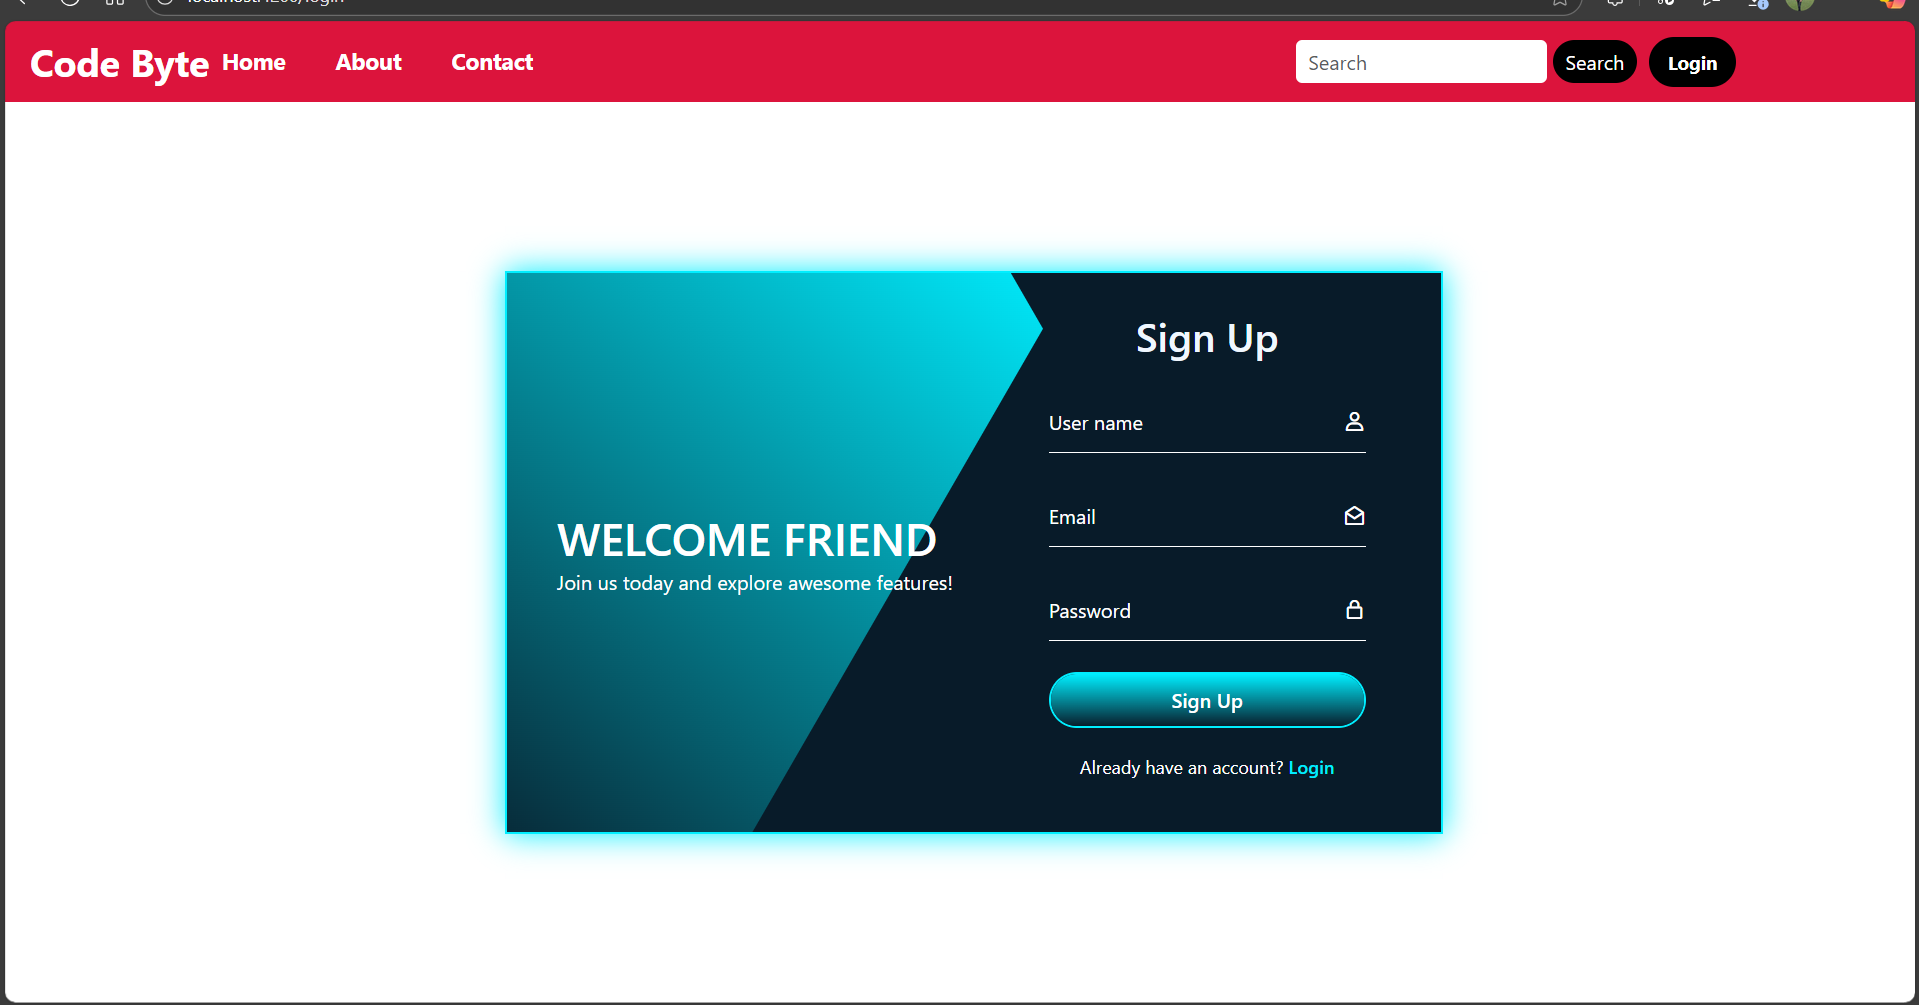 Code Byte Home About Contact Search Search Login
Sign Up
User name
Email
WELCOME FRIEND
Join us today and explore awesome features!
Password
Sign Up
Already have an account? Login